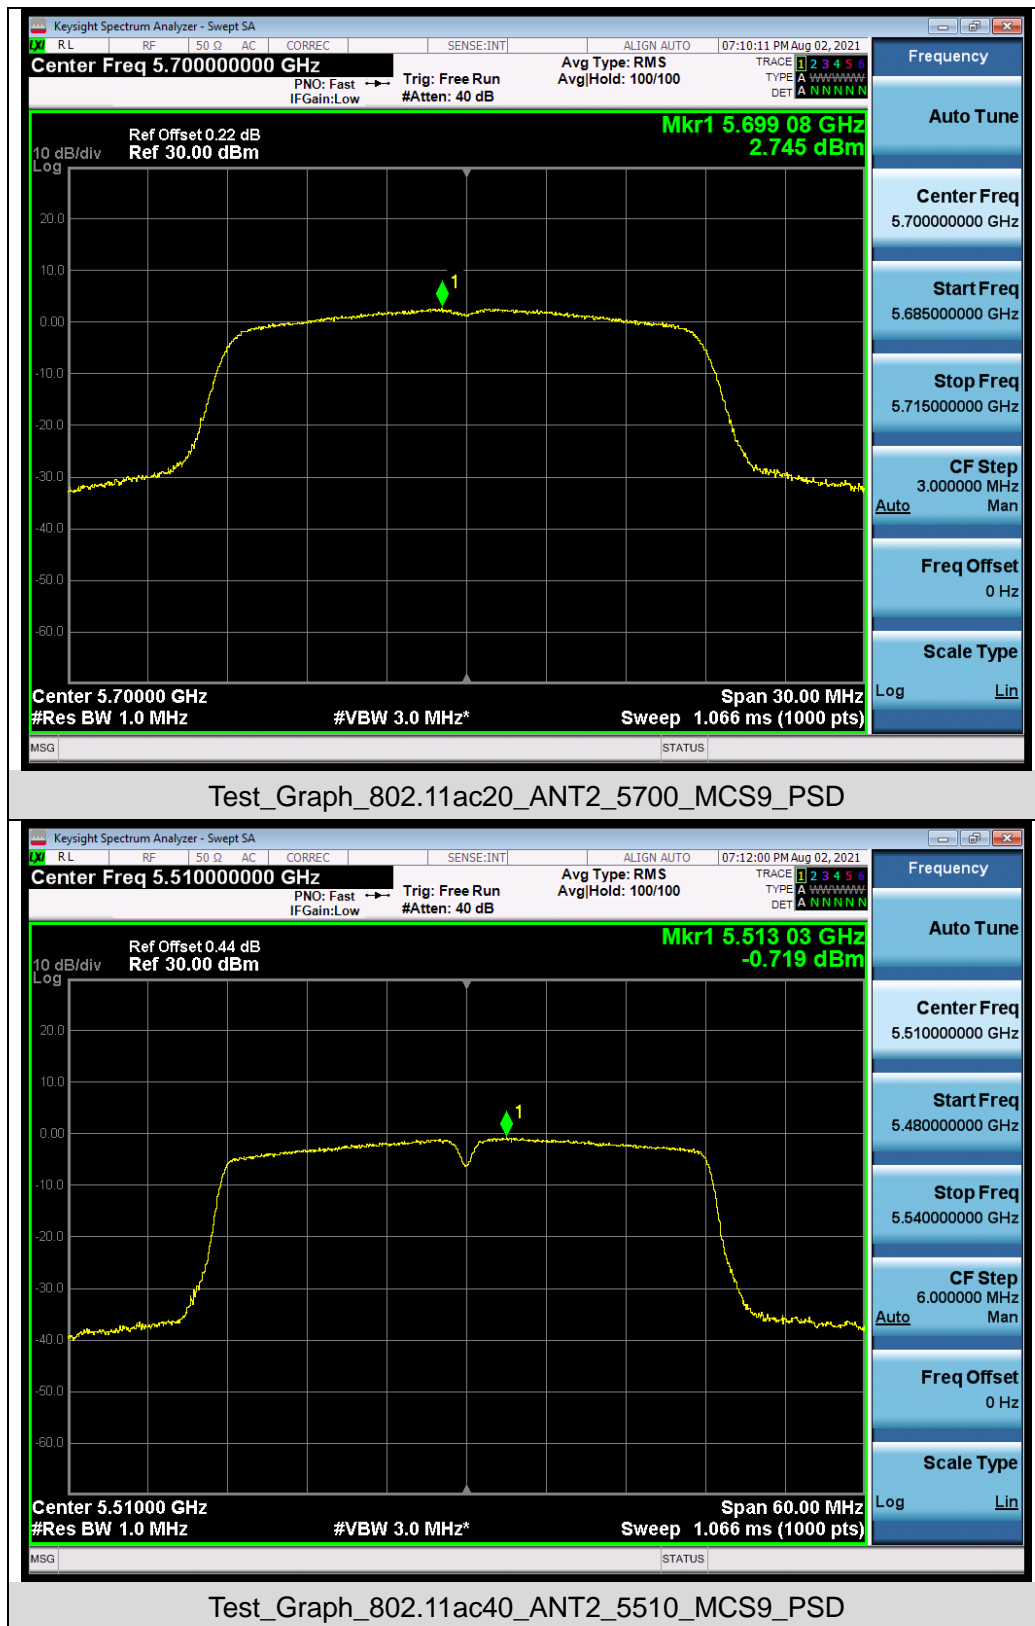 Keysight Spectrum Analyzer - Swept SA
LXI RL RF 50 Ω AC CORREC SENSE:INT ALIGN AUTO 07:10:11 PM Aug 02, 2021
Center Freq 5.700000000 GHz
PNO: Fast
IFGain:Low
Trig: Free Run
#Atten: 40 dB
Avg Type: RMS
Avg|Hold: 100/100
TRACE 1 2 3 4 5 6
TYPE A WWWWW
DET A N N N N N
Frequency
Mkr1 5.699 08 GHz
2.745 dBm
Ref Offset 0.22 dB
10 dB/div Ref 30.00 dBm
Log
20.0
10.0
0.00
-10.0
-20.0
-30.0
-40.0
-50.0
-60.0
1
Center 5.70000 GHz Span 30.00 MHz
#Res BW 1.0 MHz #VBW 3.0 MHz* Sweep 1.066 ms (1000 pts)
Auto Tune
Center Freq
5.700000000 GHz
Start Freq
5.685000000 GHz
Stop Freq
5.715000000 GHz
CF Step
3.000000 MHz
Auto Man
Freq Offset
0 Hz
Scale Type
Log Lin
MSG STATUS
Test_Graph_802.11ac20_ANT2_5700_MCS9_PSD
Keysight Spectrum Analyzer - Swept SA
LXI RL RF 50 Ω AC CORREC SENSE:INT ALIGN AUTO 07:12:00 PM Aug 02, 2021
Center Freq 5.510000000 GHz
PNO: Fast
IFGain:Low
Trig: Free Run
#Atten: 40 dB
Avg Type: RMS
Avg|Hold: 100/100
TRACE 1 2 3 4 5 6
TYPE A WWWWW
DET A N N N N N
Frequency
Mkr1 5.513 03 GHz
-0.719 dBm
Ref Offset 0.44 dB
10 dB/div Ref 30.00 dBm
Log
20.0
10.0
0.00
-10.0
-20.0
-30.0
-40.0
-50.0
-60.0
1
Center 5.51000 GHz Span 60.00 MHz
#Res BW 1.0 MHz #VBW 3.0 MHz* Sweep 1.066 ms (1000 pts)
Auto Tune
Center Freq
5.510000000 GHz
Start Freq
5.480000000 GHz
Stop Freq
5.540000000 GHz
CF Step
6.000000 MHz
Auto Man
Freq Offset
0 Hz
Scale Type
Log Lin
MSG STATUS
Test_Graph_802.11ac40_ANT2_5510_MCS9_PSD